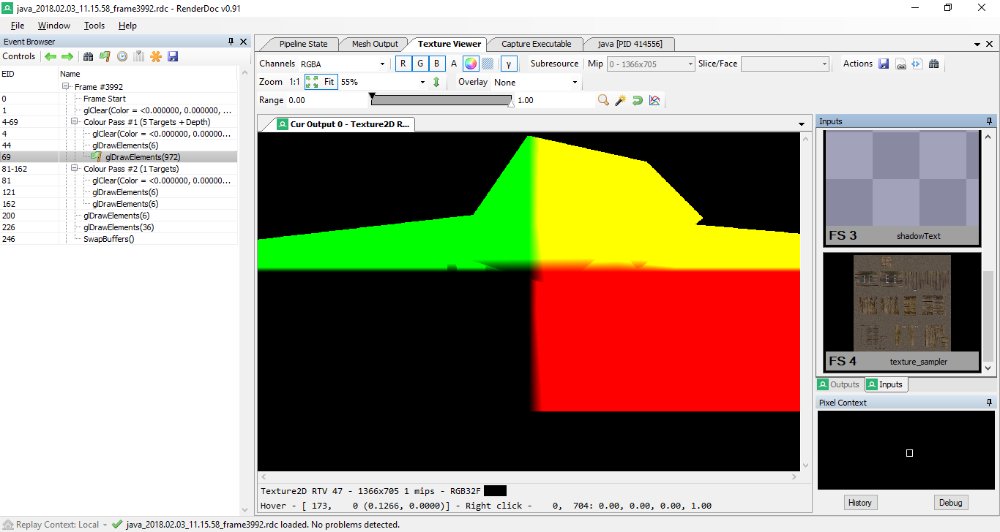 java_2018.02.03_11.15.58_frame3992.rdc - RenderDoc v0.91
File Window Tools Help
Event Browser
Controls
EID Name
Frame #3992
0 Frame Start
1 glClear(Color = <0.000000, 0.000000, ...
4-69 Colour Pass #1 (5 Targets + Depth)
4 glClear(Color = <0.000000, 0.00000...
44 glDrawElements(6)
69 glDrawElements(972)
81-162 Colour Pass #2 (1 Targets)
81 glClear(Color = <0.000000, 0.00000...
121 glDrawElements(6)
162 glDrawElements(6)
200 glDrawElements(6)
226 glDrawElements(36)
246 SwapBuffers()
Pipeline State Mesh Output Texture Viewer Capture Executable java [PID 414556]
Channels RGBA R G B A γ Subresource Mip 0 - 1366x705 Slice/Face Actions
Zoom 1:1 Fit 55% Overlay None
Range 0.00 1.00
Cur Output 0 - Texture2D R...
Texture2D RTV 47 - 1366x705 1 mips - RGB32F
Hover - [ 173, 0 (0.1266, 0.0000)] - Right click - 0, 704: 0.00, 0.00, 0.00, 1.00
Inputs
FS 3 shadowText
FS 4 texture_sampler
Outputs Inputs
Pixel Context
History Debug
Replay Context: Local java_2018.02.03_11.15.58_frame3992.rdc loaded. No problems detected.